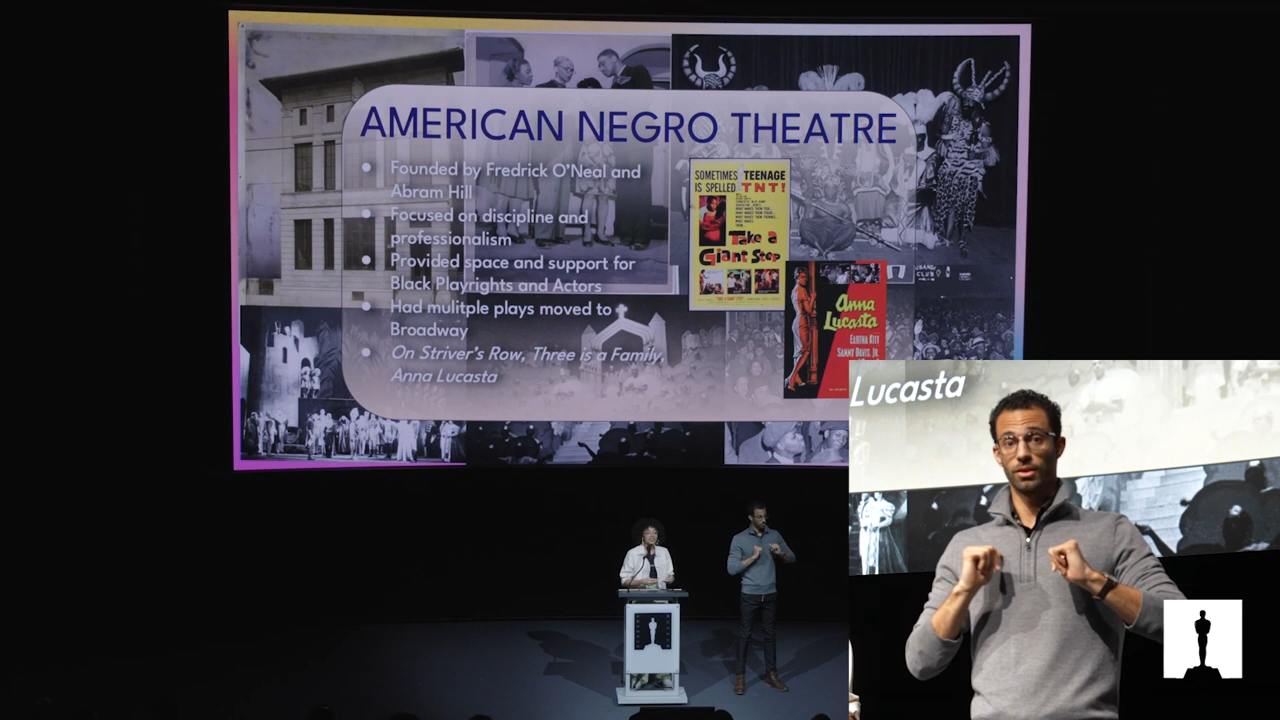 AMERICAN NEGRO THEATRE
Founded by Fredrick O'Neal and
Abram Hill
Focused on discipline and
professionalism
Provided space and support for
Black Playrights and Actors
Had mulitple plays moved to
Broadway
On Striver's Row, Three is a Family,
Anna Lucasta
SOMETIMES TEENAGE
IS SPELLED TNT!
Take a
Giant Step
Anna
Lucasta
EARTHA KITT
SAMMY DAVIS, JR.
CLUB
Lucasta